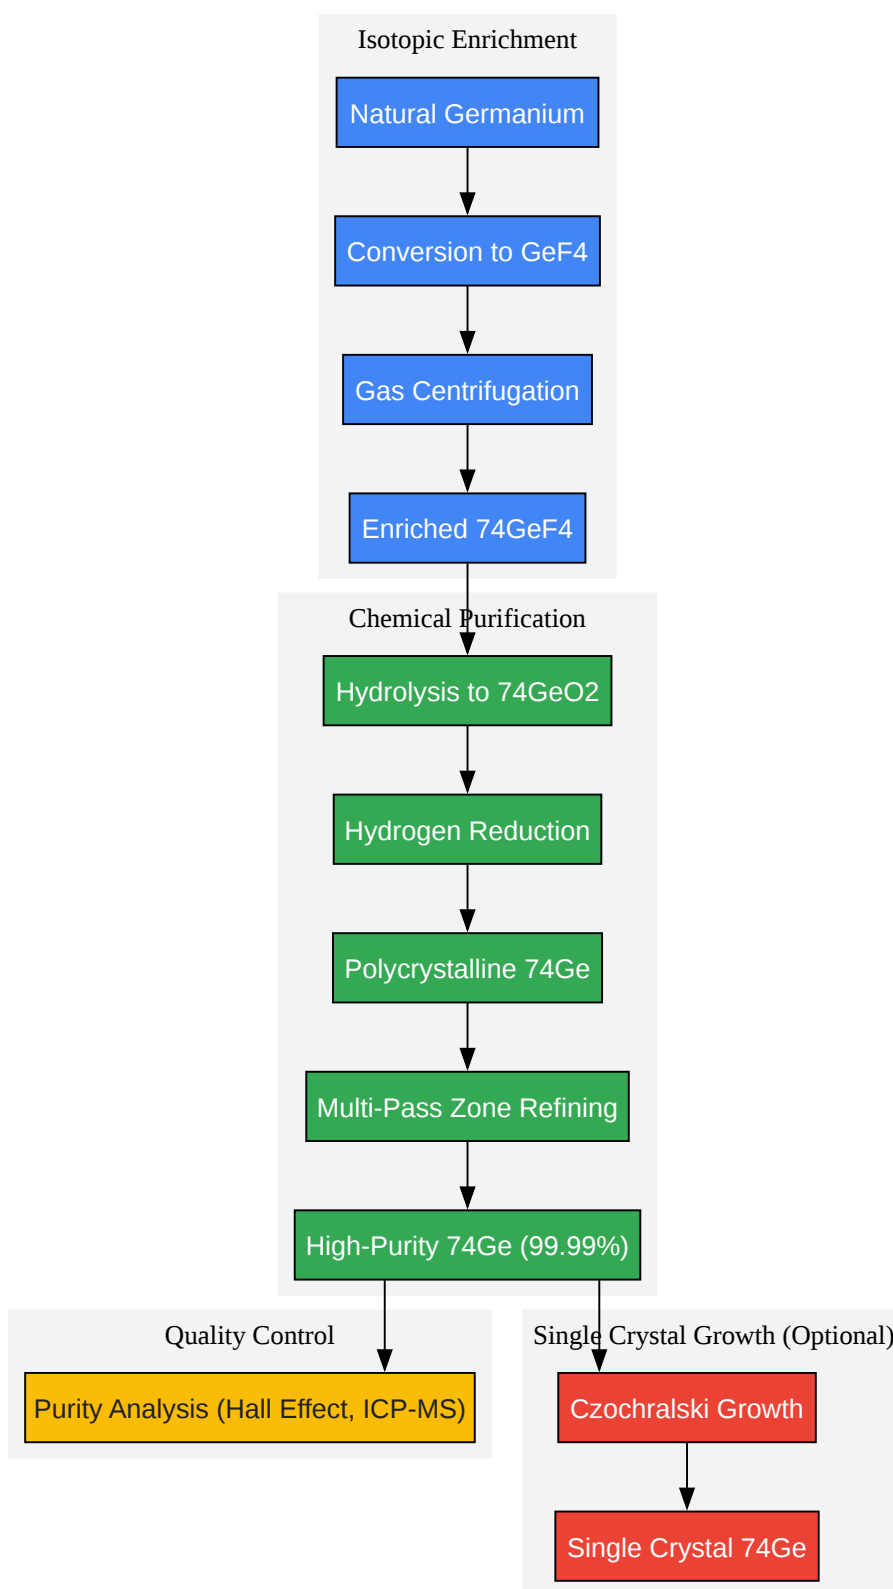 Isotopic Enrichment
Natural Germanium
Conversion to GeF4
Gas Centrifugation
Enriched 74GeF4
Chemical Purification
Hydrolysis to 74GeO2
Hydrogen Reduction
Polycrystalline 74Ge
Multi-Pass Zone Refining
High-Purity 74Ge (99.99%)
Quality Control
Purity Analysis (Hall Effect, ICP-MS)
Single Crystal Growth (Optional)
Czochralski Growth
Single Crystal 74Ge